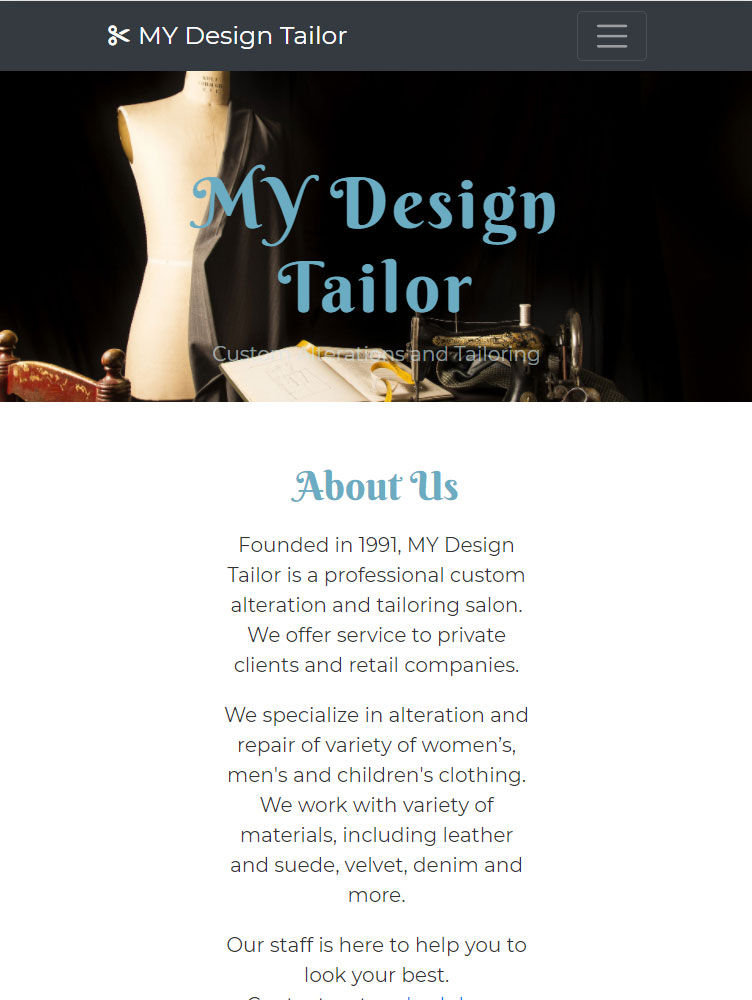 MY Design Tailor
MY Design
Tailor
Custom Alterations and Tailoring
About Us
Founded in 1991, MY Design
Tailor is a professional custom
alteration and tailoring salon.
We offer service to private
clients and retail companies.
We specialize in alteration and
repair of variety of women’s,
men's and children's clothing.
We work with variety of
materials, including leather
and suede, velvet, denim and
more.
Our staff is here to help you to
look your best.